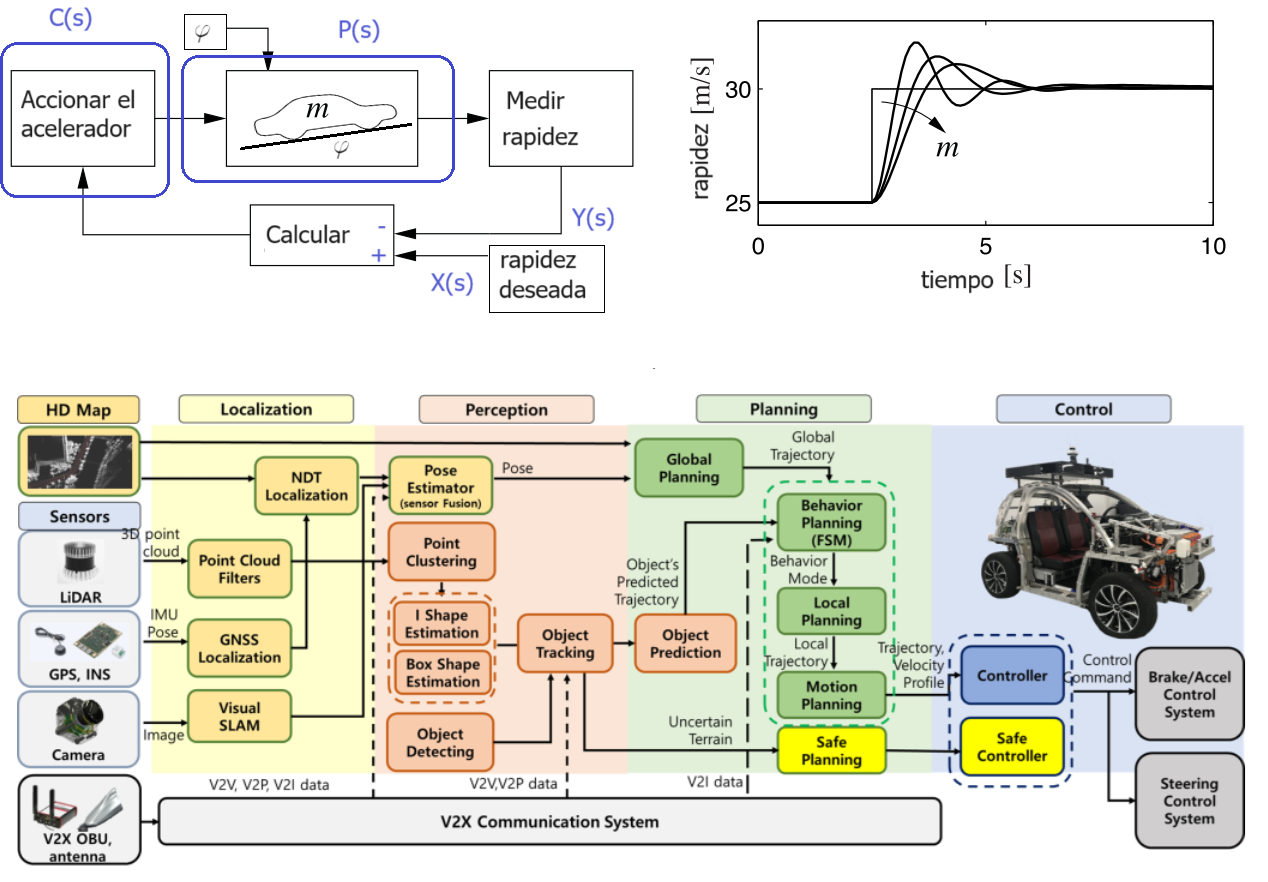 C(s)
φ
P(s)
Accionar el
acelerador
m
φ
Medir
rapidez
Calcular
-
+
Y(s)
X(s)
rapidez
deseada
rapidez [m/s]
30
25
m
0
5
10
tiempo [s]
HD Map
Localization
Perception
Planning
Control
NDT
Localization
Pose
Estimator
(sensor Fusion)
Pose
Global
Planning
Global
Trajectory
Sensors
3D point
cloud
LiDAR
Point Cloud
Filters
Point
Clustering
Behavior
Planning
(FSM)
Object's
Predicted
Trajectory
Behavior
Mode
IMU
Pose
GPS, INS
GNSS
Localization
I Shape
Estimation
Box Shape
Estimation
Object
Tracking
Object
Prediction
Local
Planning
Local
Trajectory
Motion
Planning
Trajectory,
Velocity
Profile
Controller
Control
Command
Brake/Accel
Control
System
Image
Camera
Visual
SLAM
Object
Detecting
Uncertain
Terrain
Safe
Planning
Safe
Controller
Steering
Control
System
V2V, V2P, V2I data
V2V,V2P data
V2I data
V2X OBU,
antenna
V2X Communication System